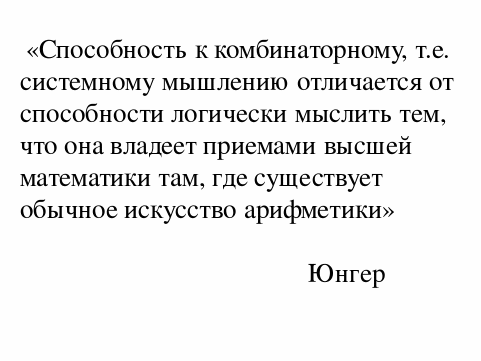 «Способность к комбинаторному, т.е.
системному мышлению отличается от
способности логически мыслить тем,
что она владеет приемами высшей
математики там, где существует
обычное искусство арифметики»
Юнгер